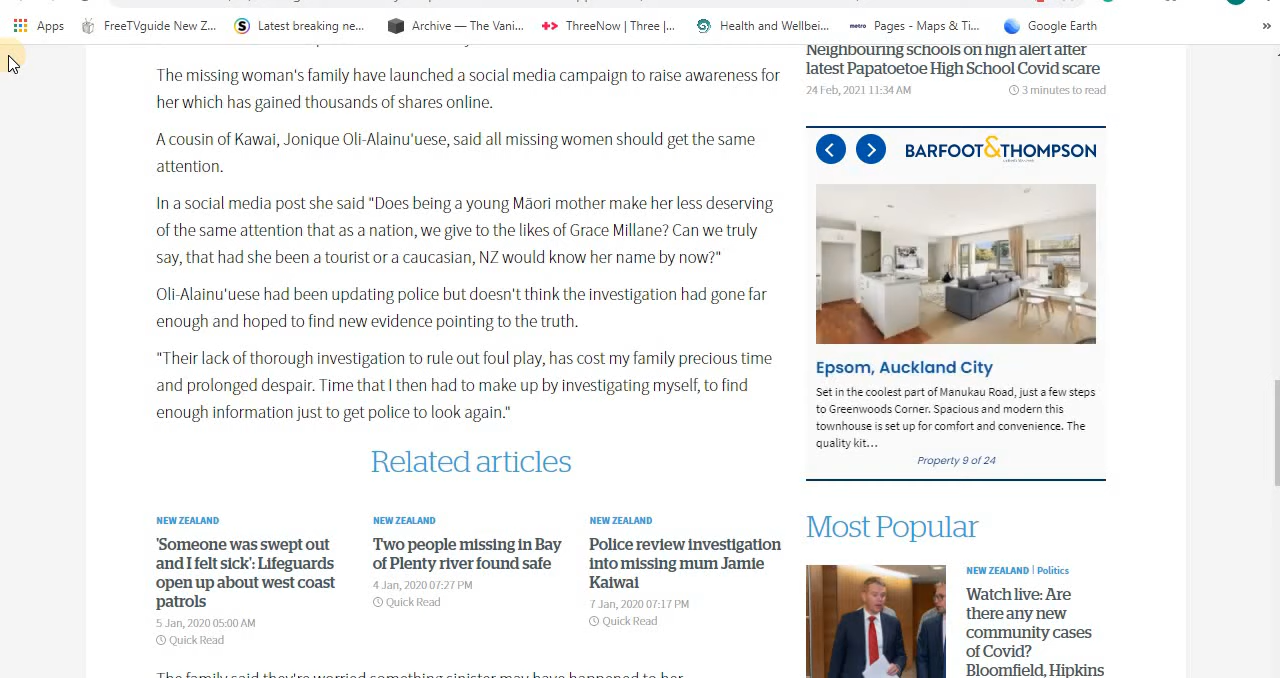 Apps
FreeTVguide New Z...
Latest breaking ne...
Archive — The Vani...
ThreeNow | Three |...
Health and Wellbei...
metro Pages - Maps & Ti...
Google Earth
»
The missing woman's family have launched a social media campaign to raise awareness for
her which has gained thousands of shares online.
A cousin of Kawai, Jonique Oli-Alainu'uese, said all missing women should get the same
attention.
In a social media post she said "Does being a young Māori mother make her less deserving
of the same attention that as a nation, we give to the likes of Grace Millane? Can we truly
say, that had she been a tourist or a caucasian, NZ would know her name by now?"
Oli-Alainu'uese had been updating police but doesn't think the investigation had gone far
enough and hoped to find new evidence pointing to the truth.
"Their lack of thorough investigation to rule out foul play, has cost my family precious time
and prolonged despair. Time that I then had to make up by investigating myself, to find
enough information just to get police to look again."
Related articles
NEW ZEALAND
'Someone was swept out
and I felt sick': Lifeguards
open up about west coast
patrols
5 Jan, 2020 05:00 AM
Quick Read
NEW ZEALAND
Two people missing in Bay
of Plenty river found safe
4 Jan, 2020 07:27 PM
Quick Read
NEW ZEALAND
Police review investigation
into missing mum Jamie
Kaiwai
7 Jan, 2020 07:17 PM
Quick Read
The family said they're worried something sinister may have happened to her
Neighbouring schools on high alert after
latest Papatoetoe High School Covid scare
24 Feb, 2021 11:34 AM
3 minutes to read
BARFOOT&THOMPSON
Epsom, Auckland City
Set in the coolest part of Manukau Road, just a few steps
to Greenwoods Corner. Spacious and modern this
townhouse is set up for comfort and convenience. The
quality kit...
Property 9 of 24
Most Popular
NEW ZEALAND | Politics
Watch live: Are
there any new
community cases
of Covid?
Bloomfield, Hipkins